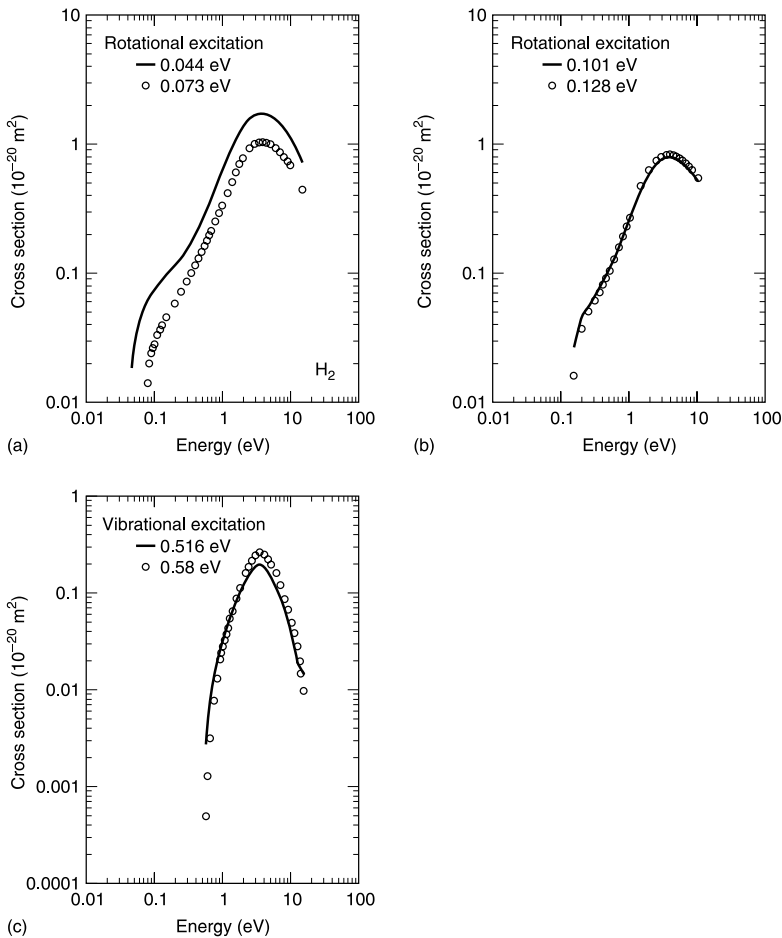 10
Rotational excitation
0.044 eV
0.073 eV
1
Cross section (10⁻²⁰ m²)
0.1
H₂
0.01
0.01 0.1 1 10 100
(a) Energy (eV)
10
Rotational excitation
0.101 eV
0.128 eV
1
Cross section (10⁻²⁰ m²)
0.1
0.01
0.01 0.1 1 10 100
(b) Energy (eV)
1
Vibrational excitation
0.516 eV
0.58 eV
0.1
Cross section (10⁻²⁰ m²)
0.01
0.001
0.0001
0.01 0.1 1 10 100
(c) Energy (eV)